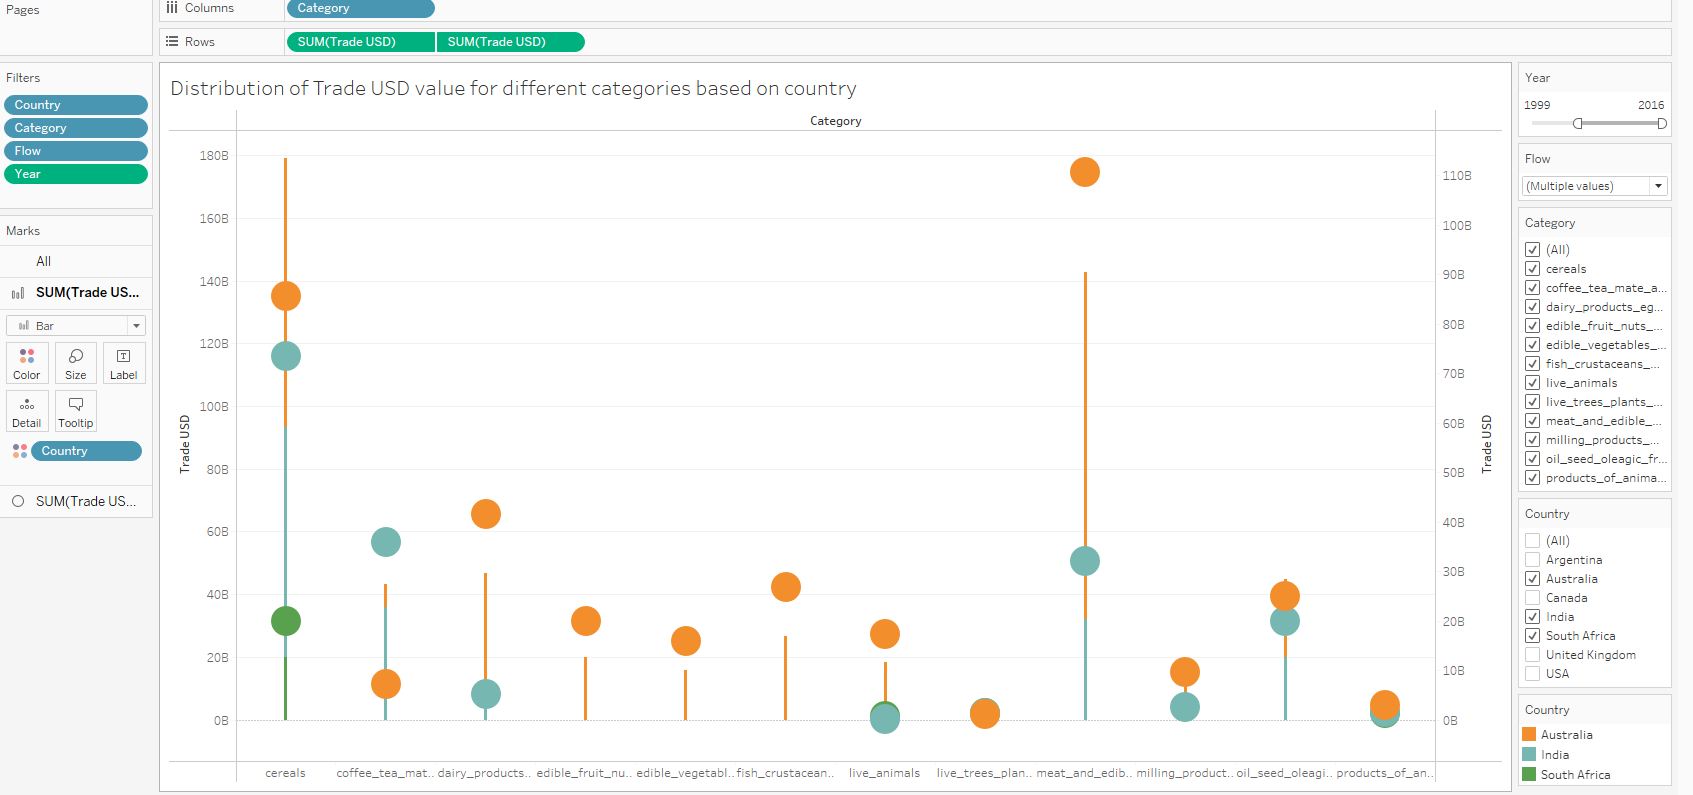 Pages
Columns
Category
Rows
SUM(Trade USD)
SUM(Trade USD)
Filters
Country
Category
Flow
Year
Marks
All
SUM(Trade US...
Bar
Color
Size
Label
Detail
Tooltip
Country
SUM(Trade US...
Distribution of Trade USD value for different categories based on country
Category
Trade USD
180B
160B
140B
120B
100B
80B
60B
40B
20B
0B
110B
100B
90B
80B
70B
60B
50B
40B
30B
20B
10B
0B
Trade USD
cereals
coffee_tea_mat..
dairy_products..
edible_fruit_nu..
edible_vegetabl..
fish_crustacean..
live_animals
live_trees_plan..
meat_and_edib..
milling_product..
oil_seed_oleagi..
products_of_an..
Year
1999
2016
Flow
(Multiple values)
Category
(All)
cereals
coffee_tea_mate_a...
dairy_products_eg...
edible_fruit_nuts_...
edible_vegetables_...
fish_crustaceans_...
live_animals
live_trees_plants_...
meat_and_edible_...
milling_products_...
oil_seed_oleagic_fr...
products_of_anima...
Country
(All)
Argentina
Australia
Canada
India
South Africa
United Kingdom
USA
Country
Australia
India
South Africa